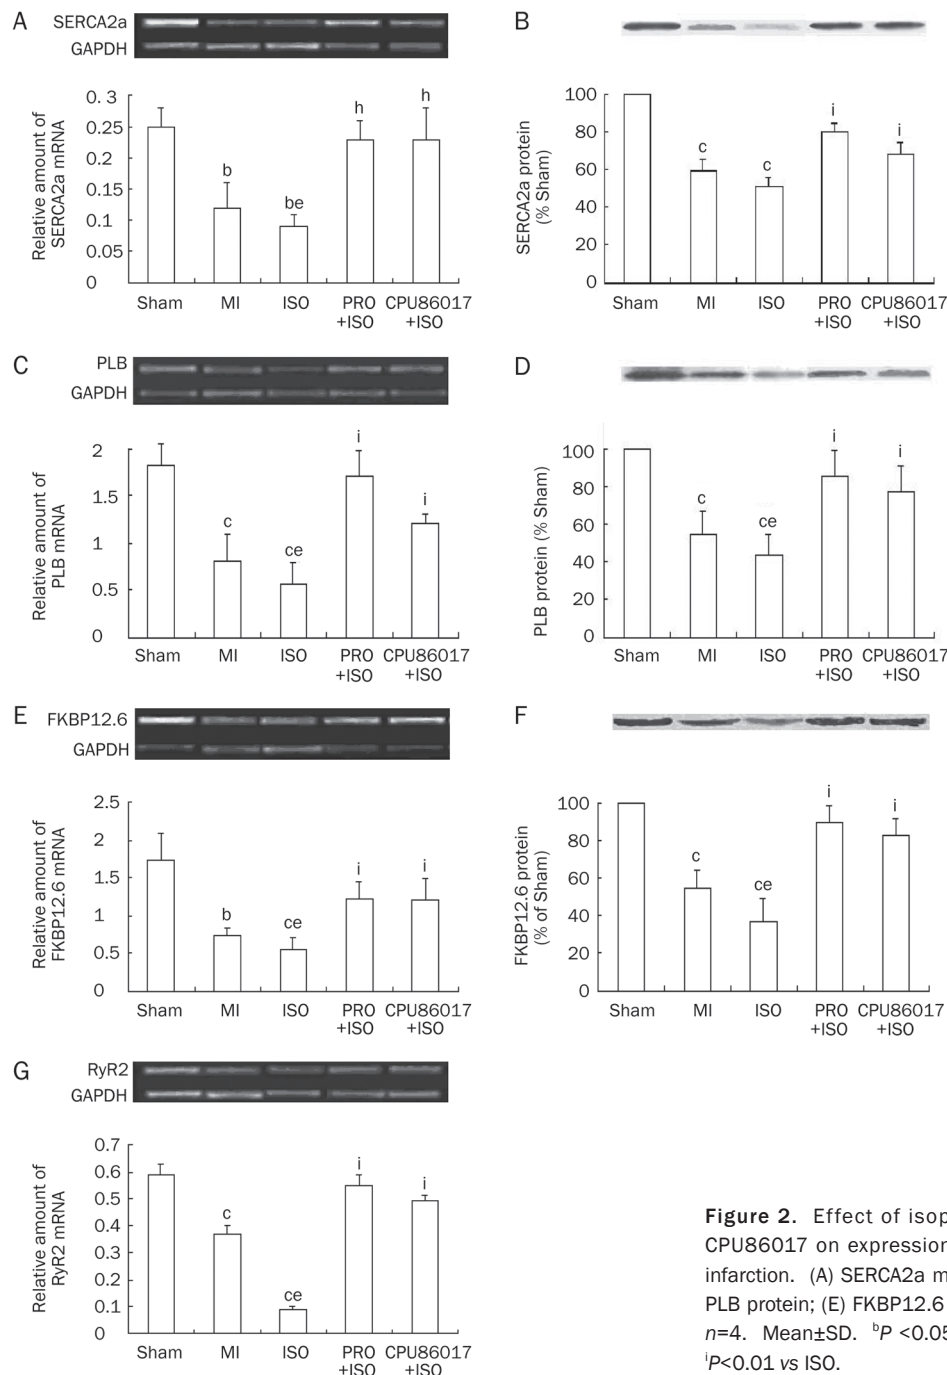 A
SERCA2a
GAPDH
Relative amount of
SERCA2a mRNA
0.3
0.25
0.2
0.15
0.1
0.05
0
b
be
h
h
Sham MI ISO PRO CPU86017
+ISO +ISO
B
SERCA2a protein
(% Sham)
100
80
60
40
20
0
c
c
i
i
Sham MI ISO PRO CPU86017
+ISO +ISO
C
PLB
GAPDH
Relative amount of
PLB mRNA
2
1.5
1
0.5
0
c
ce
i
i
Sham MI ISO PRO CPU86017
+ISO +ISO
D
PLB protein (% Sham)
100
80
60
40
20
0
c
ce
i
i
Sham MI ISO PRO CPU86017
+ISO +ISO
E
FKBP12.6
GAPDH
Relative amount of
FKBP12.6 mRNA
2.5
2
1.5
1
0.5
0
b
ce
i
i
Sham MI ISO PRO CPU86017
+ISO +ISO
F
FKBP12.6 protein
(% of Sham)
100
80
60
40
20
0
c
ce
i
i
Sham MI ISO PRO CPU86017
+ISO +ISO
G
RyR2
GAPDH
Relative amount of
RyR2 mRNA
0.7
0.6
0.5
0.4
0.3
0.2
0.1
0
c
ce
i
i
Sham MI ISO PRO CPU86017
+ISO +ISO
Figure 2. Effect of isop
CPU86017 on expression
infarction. (A) SERCA2a m
PLB protein; (E) FKBP12.6
n=4. Mean±SD. ᵇP <0.05
ⁱP<0.01 vs ISO.